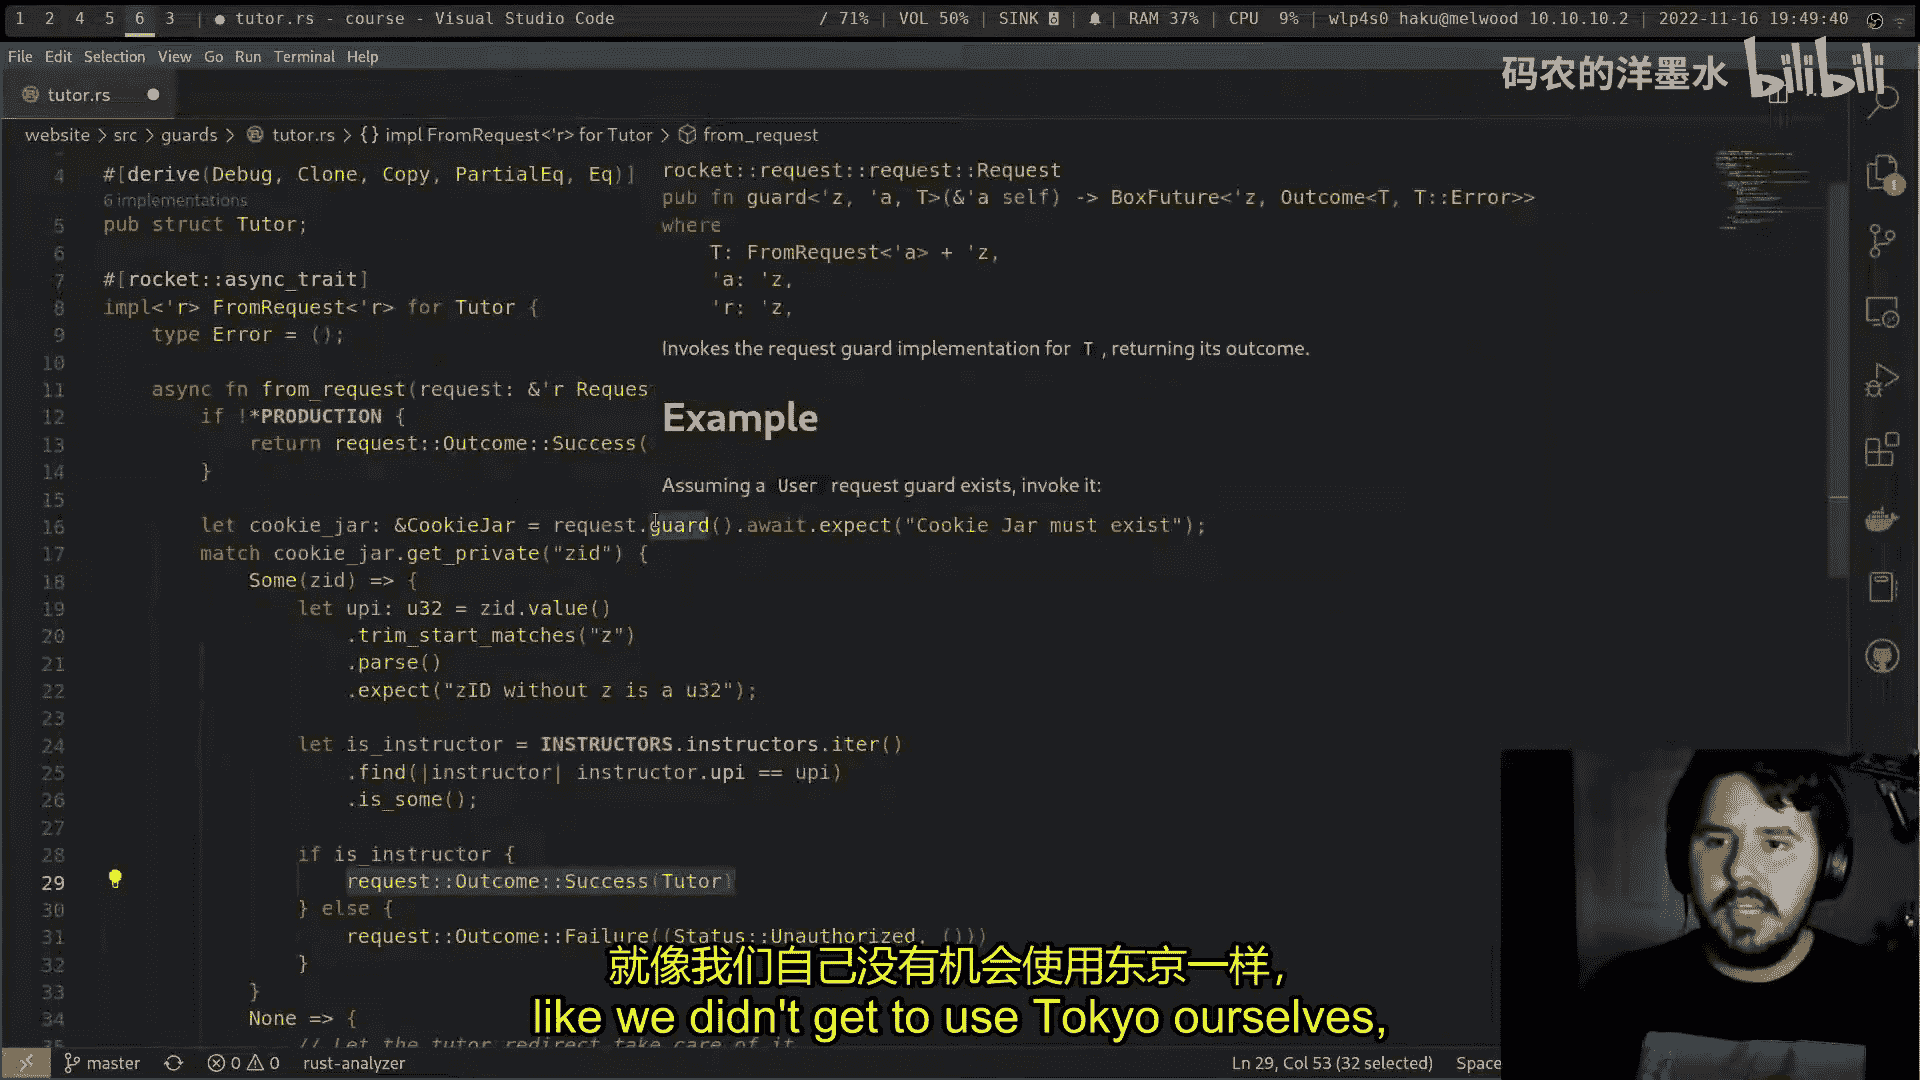 1 2 4 5 6 3 | ● tutor.rs - course - Visual Studio Code
/ 71% | VOL 50% | SINK | | RAM 37% | CPU 9% | wlp4s0 haku@melwood 10.10.10.2 | 2022-11-16 19:49:40
File Edit Selection View Go Run Terminal Help
码农的洋墨水 bilibili
tutor.rs ●
website > src > guards > tutor.rs > {} impl FromRequest<'r> for Tutor > from_request
4 #[derive(Debug, Clone, Copy, PartialEq, Eq)]
6 implementations
5 pub struct Tutor;
6
7 #[rocket::async_trait]
8 impl<'r> FromRequest<'r> for Tutor {
9 type Error = ();
10
11 async fn from_request(request: &'r Reques
12 if !*PRODUCTION {
13 return request::Outcome::Success(
14 }
15
rocket::request::request::Request
pub fn guard<'z, 'a, T>(&'a self) -> BoxFuture<'z, Outcome<T, T::Error>>
where
T: FromRequest<'a> + 'z,
'a: 'z,
'r: 'z,
Invokes the request guard implementation for T , returning its outcome.
Example
Assuming a User request guard exists, invoke it:
16 let cookie_jar: &CookieJar = request.guard().await.expect("Cookie Jar must exist");
17 match cookie_jar.get_private("zid") {
18 Some(zid) => {
19 let upi: u32 = zid.value()
20 .trim_start_matches("z")
21 .parse()
22 .expect("zID without z is a u32");
23
24 let is_instructor = INSTRUCTORS.instructors.iter()
25 .find(|instructor| instructor.upi == upi)
26 .is_some();
27
28 if is_instructor {
29 request::Outcome::Success(Tutor)
30 } else {
31 request::Outcome::Failure((Status::Unauthorized, ()))
32 }
33 }
34 None => {
35 // Let the tutor redirect take care of it
就像我们自己没有机会使用东京一样，
like we didn't get to use Tokyo ourselves,
master 0 0 rust-analyzer
Ln 29, Col 53 (32 selected) Space